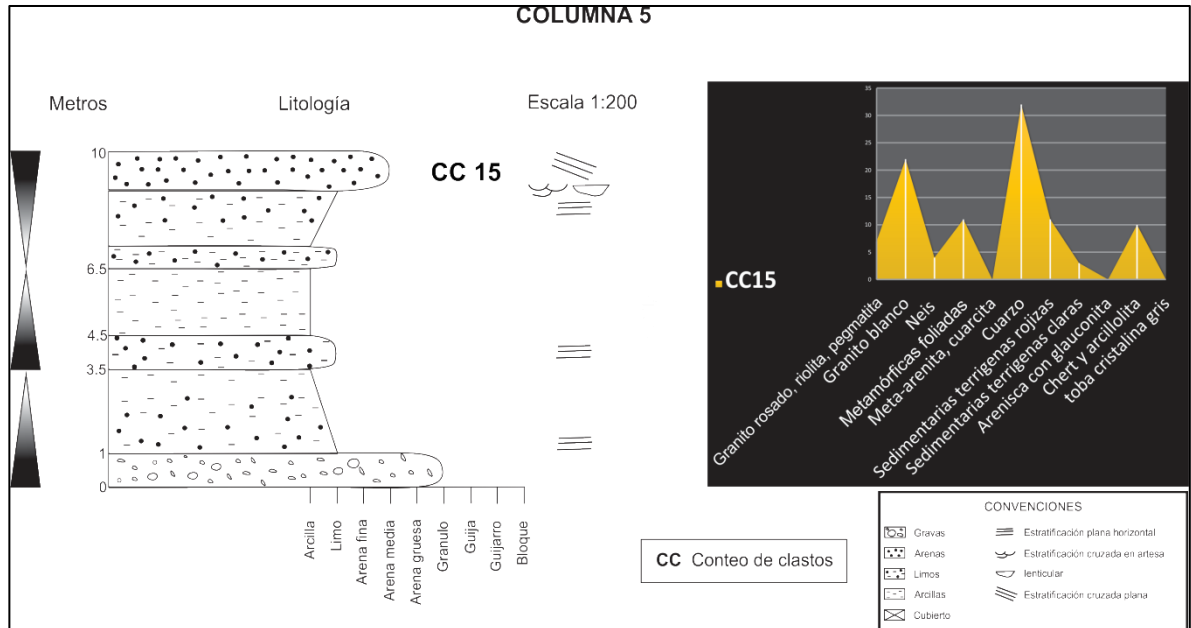 COLUMNA 5
Metros
Litología
Escala 1:200
10
6.5
4.5
3.5
1
0
CC 15
Arcilla
Limo
Arena fina
Arena media
Arena gruesa
Granulo
Guija
Guijarro
Bloque
CC Conteo de clastos
35
30
25
20
15
10
5
0
CC15
Granito rosado, riolita, pegmatita
Granito blanco
Neis
Metamórficas foliadas
Meta-arenita, cuarcita
Cuarzo
Sedimentarias terrigenas rojizas
Sedimentarias terrigenas claras
Arenisca con glauconita
Chert y arcillolita
toba cristalina gris
CONVENCIONES
Gravas
Arenas
Limos
Arcillas
Cubierto
Estratificación plana horizontal
Estratificación cruzada en artesa
lenticular
Estratificación cruzada plana